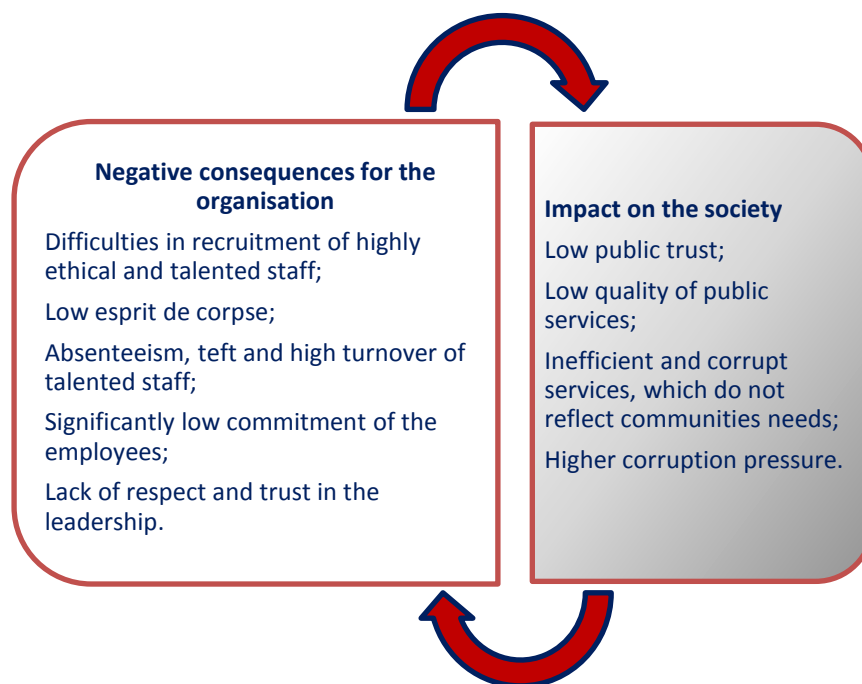 Negative consequences for the
organisation
Difficulties in recruitment of highly
ethical and talented staff;
Low esprit de corpse;
Absenteeism, teft and high turnover of
talented staff;
Significantly low commitment of the
employees;
Lack of respect and trust in the
leadership.
Impact on the society
Low public trust;
Low quality of public
services;
Inefficient and corrupt
services, which do not
reflect communities needs;
Higher corruption pressure.